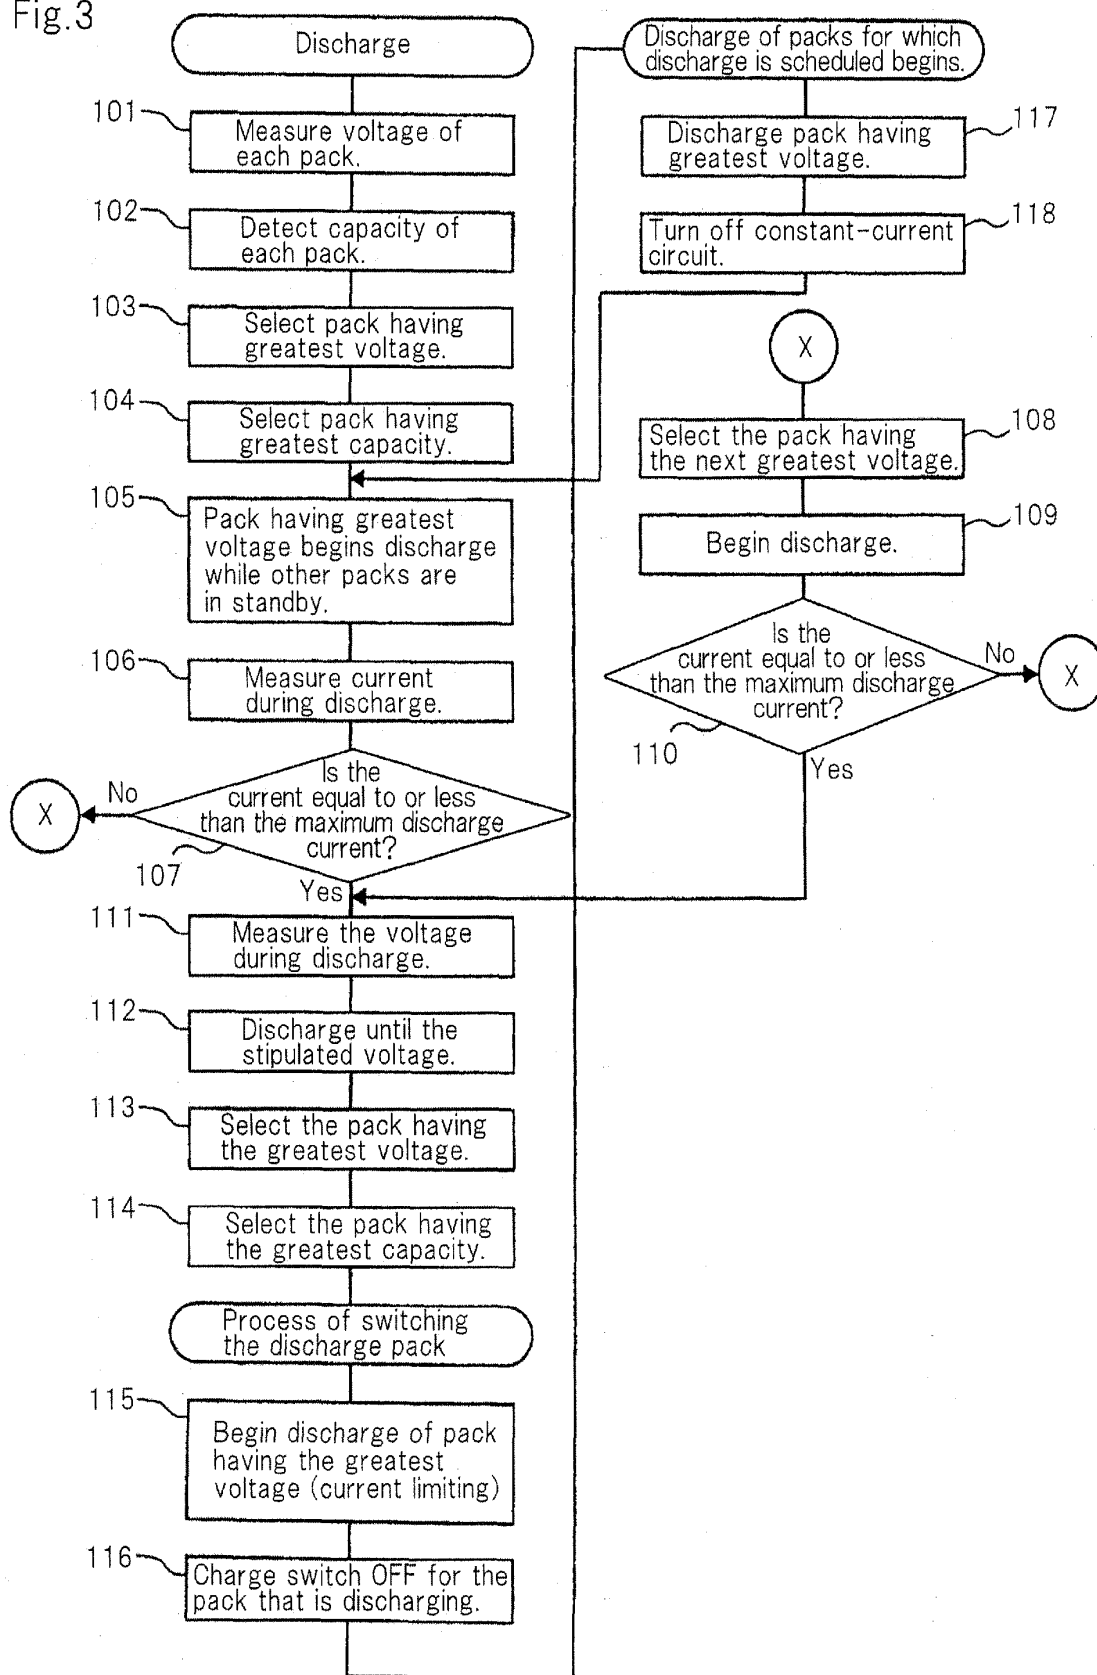 Fig.3
Discharge
101
Measure voltage of
each pack.
102
Detect capacity of
each pack.
103
Select pack having
greatest voltage.
104
Select pack having
greatest capacity.
105
Pack having greatest
voltage begins discharge
while other packs are
in standby.
106
Measure current
during discharge.
Is the
current equal to or less
than the maximum discharge
current?
107
No
X
Yes
111
Measure the voltage
during discharge.
112
Discharge until the
stipulated voltage.
113
Select the pack having
the greatest voltage.
114
Select the pack having
the greatest capacity.
Process of switching
the discharge pack
115
Begin discharge of pack
having the greatest
voltage (current limiting)
116
Charge switch OFF for the
pack that is discharging.
Discharge of packs for which
discharge is scheduled begins.
117
Discharge pack having
greatest voltage.
118
Turn off constant-current
circuit.
X
108
Select the pack having
the next greatest voltage.
109
Begin discharge.
Is the
current equal to or less
than the maximum discharge
current?
110
No
X
Yes